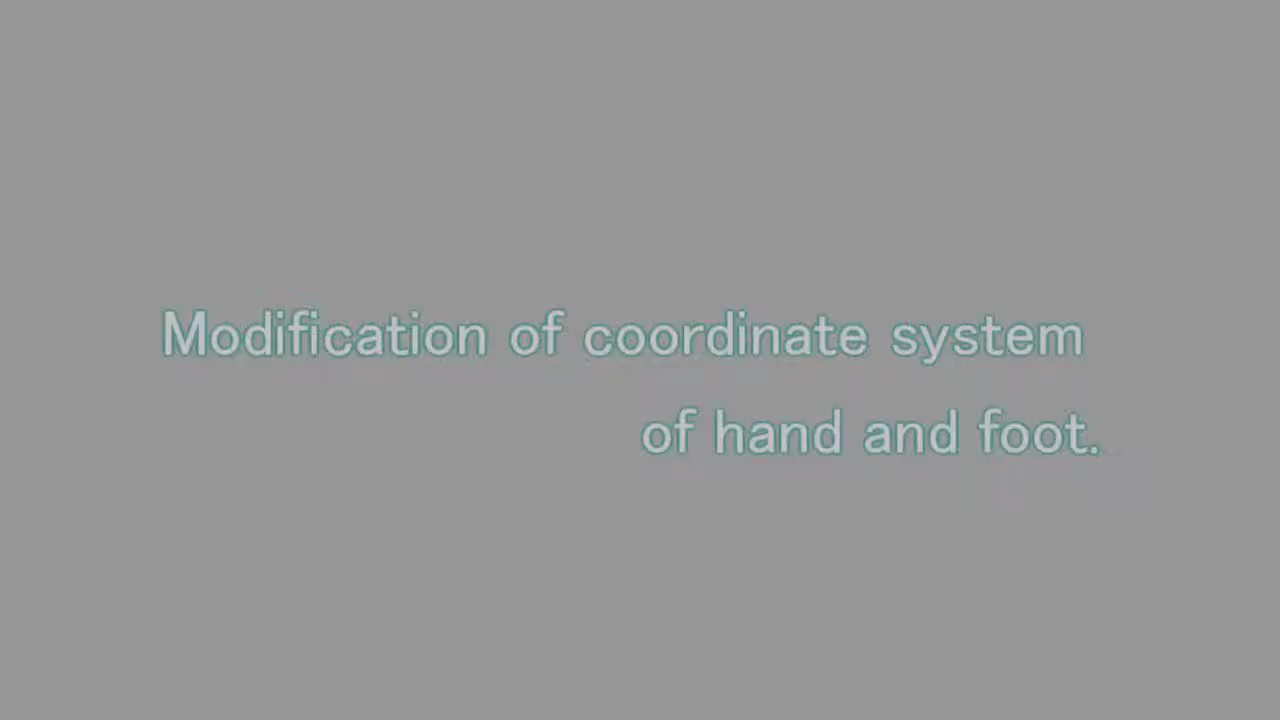 Modification of coordinate system
of hand and foot.